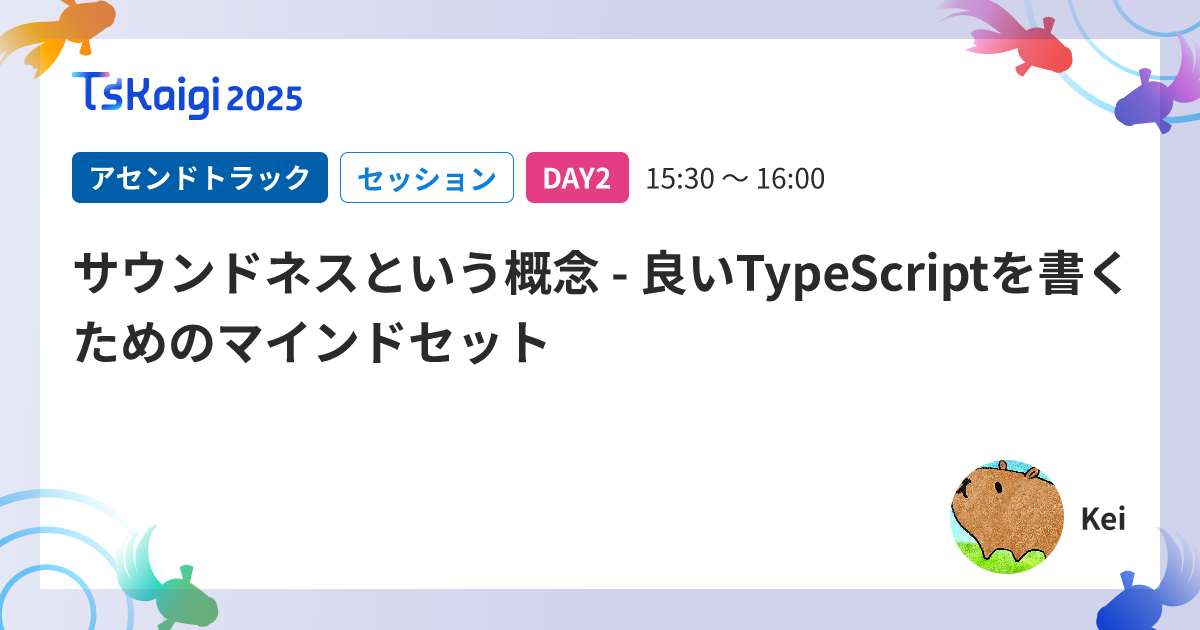 TsKaigi 2025
アセンドトラック セッション DAY2 15:30 〜 16:00
サウンドネスという概念 - 良いTypeScriptを書く
ためのマインドセット
Kei